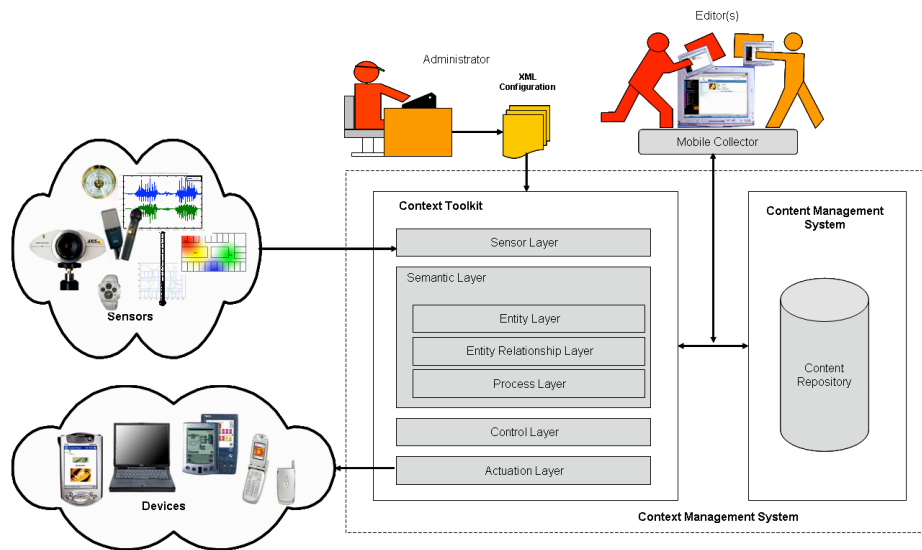 Editor(s)
Administrator
XML
Configuration
Mobile Collector
Context Toolkit
Content Management
System
Sensor Layer
Semantic Layer
Entity Layer
Entity Relationship Layer
Process Layer
Content
Repository
Control Layer
Actuation Layer
Sensors
AXIS
Devices
Context Management System